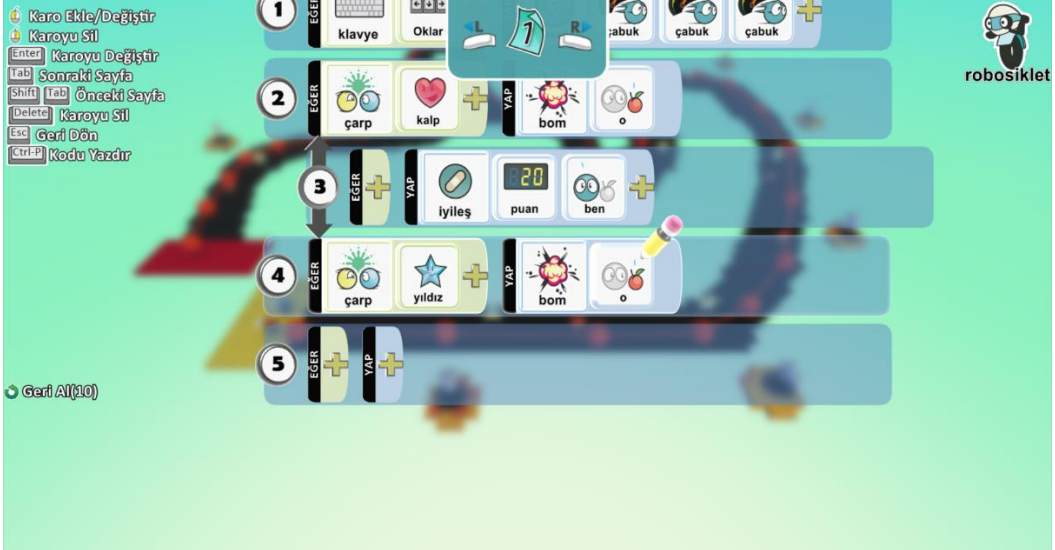 Karo Ekle/Değiştir
Karoyu Sil
Enter Karoyu Değiştir
Tab Sonraki Sayfa
Shift Tab Önceki Sayfa
Delete Karoyu Sil
Esc Geri Dön
Ctrl-P Kodu Yazdır
Geri Al(10)
robosiklet
L 1 R
1 EĞER klavye Oklar çabuk çabuk çabuk
2 EĞER çarp kalp YAP bom o
3 EĞER YAP iyileş 20 puan ben
4 EĞER çarp yıldız YAP bom o
5 EĞER YAP